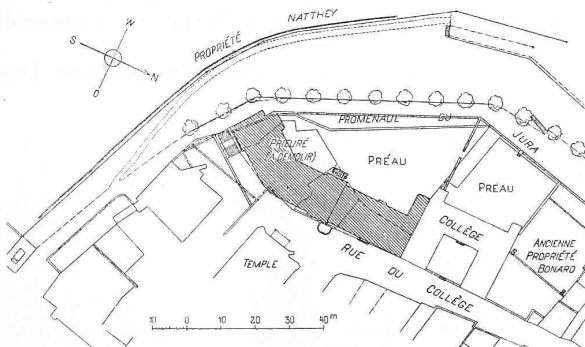 PROPRIÉTÉ NATTHEY
W
S
N
O
PROMENADE DU JURA
PRIEURÉ
(A DÉMOLIR)
PRÉAU
PRÉAU
COLLÈGE
ANCIENNE
PROPRIÉTÉ
BONARD
TEMPLE
RUE DU COLLÈGE
10 0 10 20 30 40 m